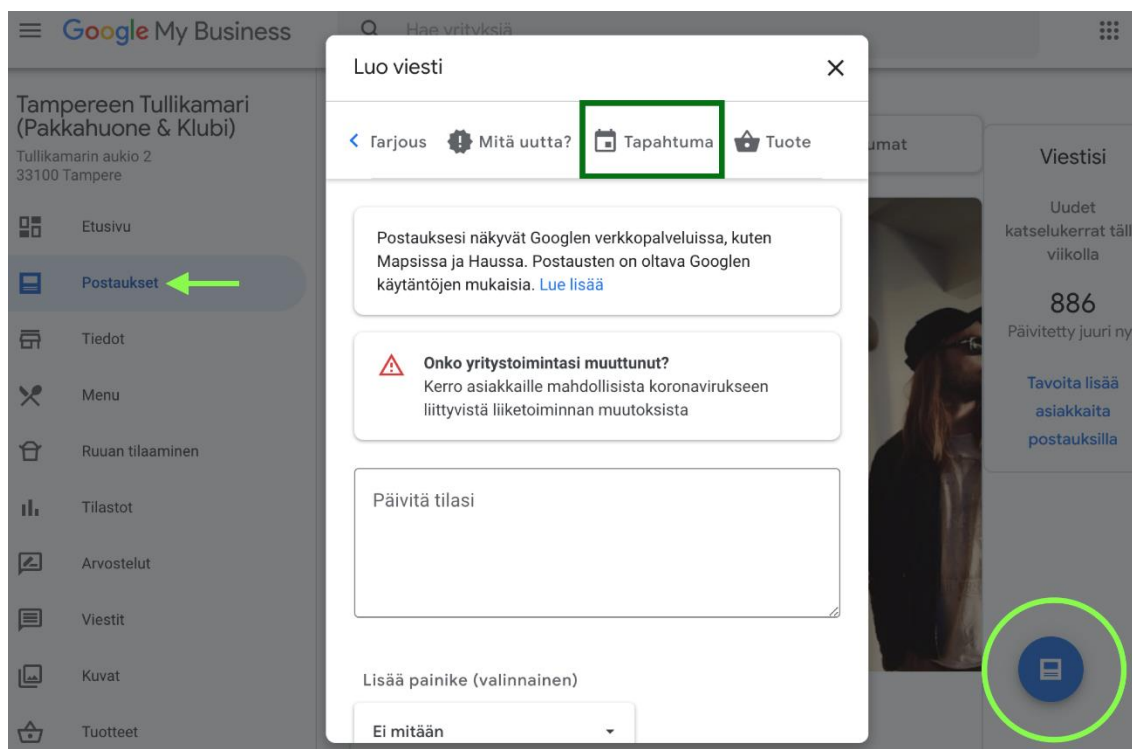 Google My Business
Hae yrityksiä
Tampereen Tullikamari
(Pakkahuone & Klubi)
Tullikamarin aukio 2
33100 Tampere
Etusivu
Postaukset
Tiedot
Menu
Ruuan tilaaminen
Tilastot
Arvostelut
Viestit
Kuvat
Tuotteet
Luo viesti
Tarjous Mitä uutta? Tapahtuma Tuote
Postauksesi näkyvät Googlen verkkopalveluissa, kuten
Mapsissa ja Haussa. Postausten on oltava Googlen
käytäntöjen mukaisia. Lue lisää
Onko yritystoimintasi muuttunut?
Kerro asiakkaille mahdollisista koronavirukseen
liittyvistä liiketoiminnan muutoksista
Päivitä tilasi
Lisää painike (valinnainen)
Ei mitään
umat
Viestisi
Uudet
katselukerrat täll
viikolla
886
Päivitetty juuri ny
Tavoita lisää
asiakkaita
postauksilla